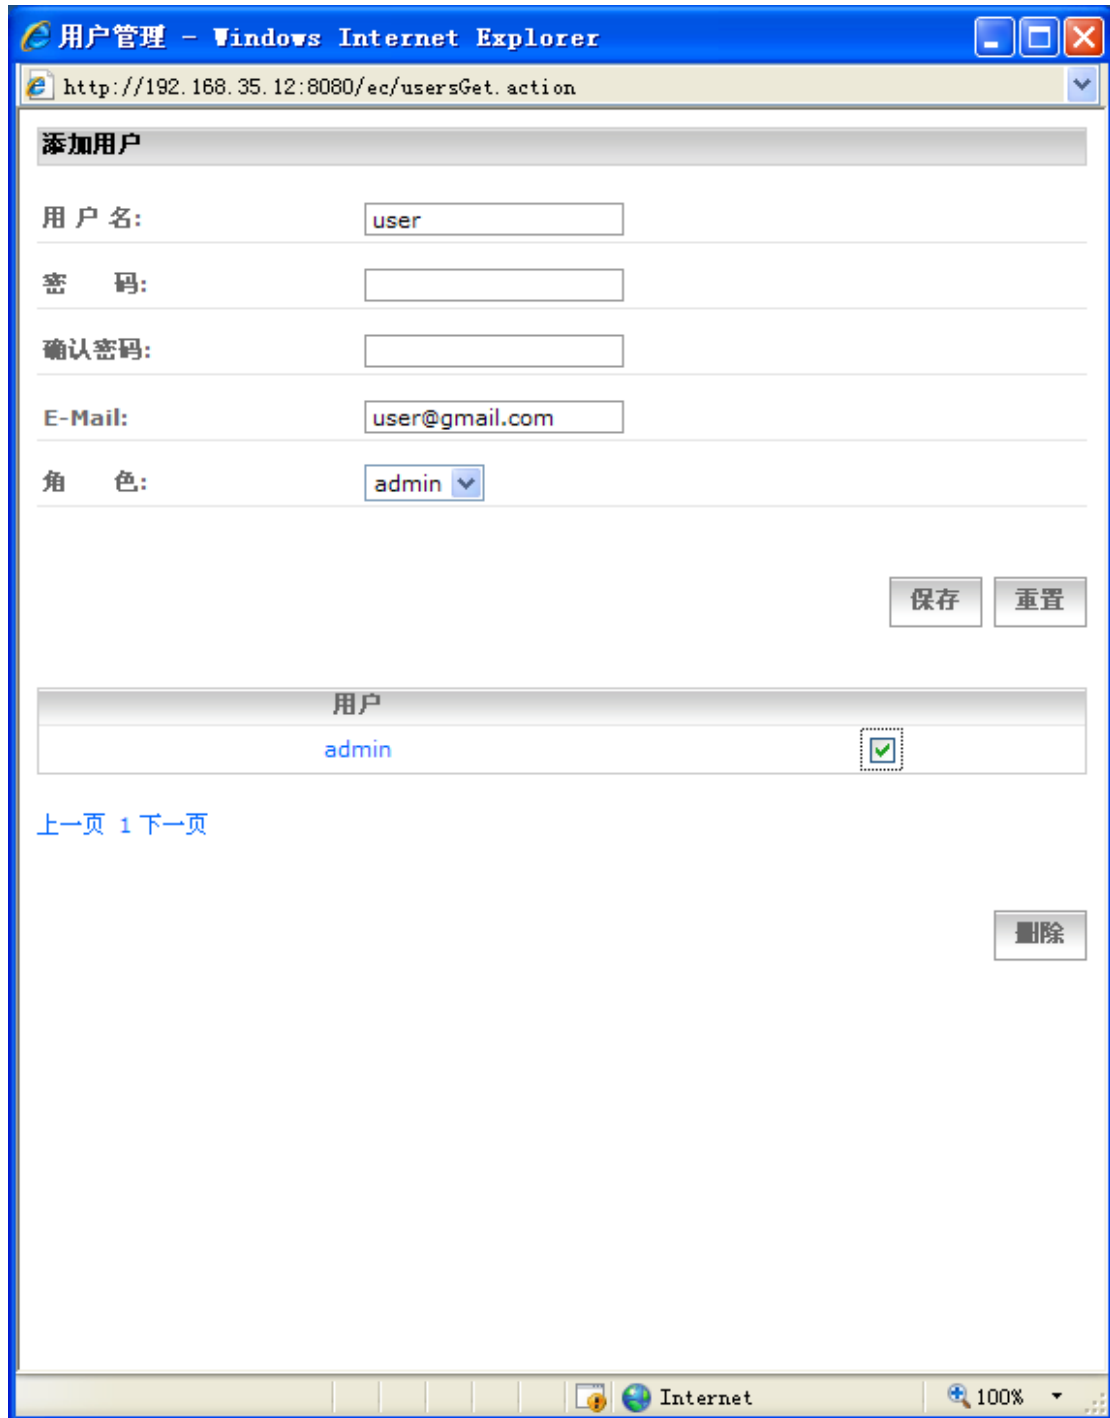 用户管理 - Windows Internet Explorer
http://192.168.35.12:8080/ec/usersGet.action
添加用户
用 户 名: user
密 码:
确认密码:
E-Mail: user@gmail.com
角 色: admin
保存 重置
用户
admin
上一页 1 下一页
删除
Internet 100%